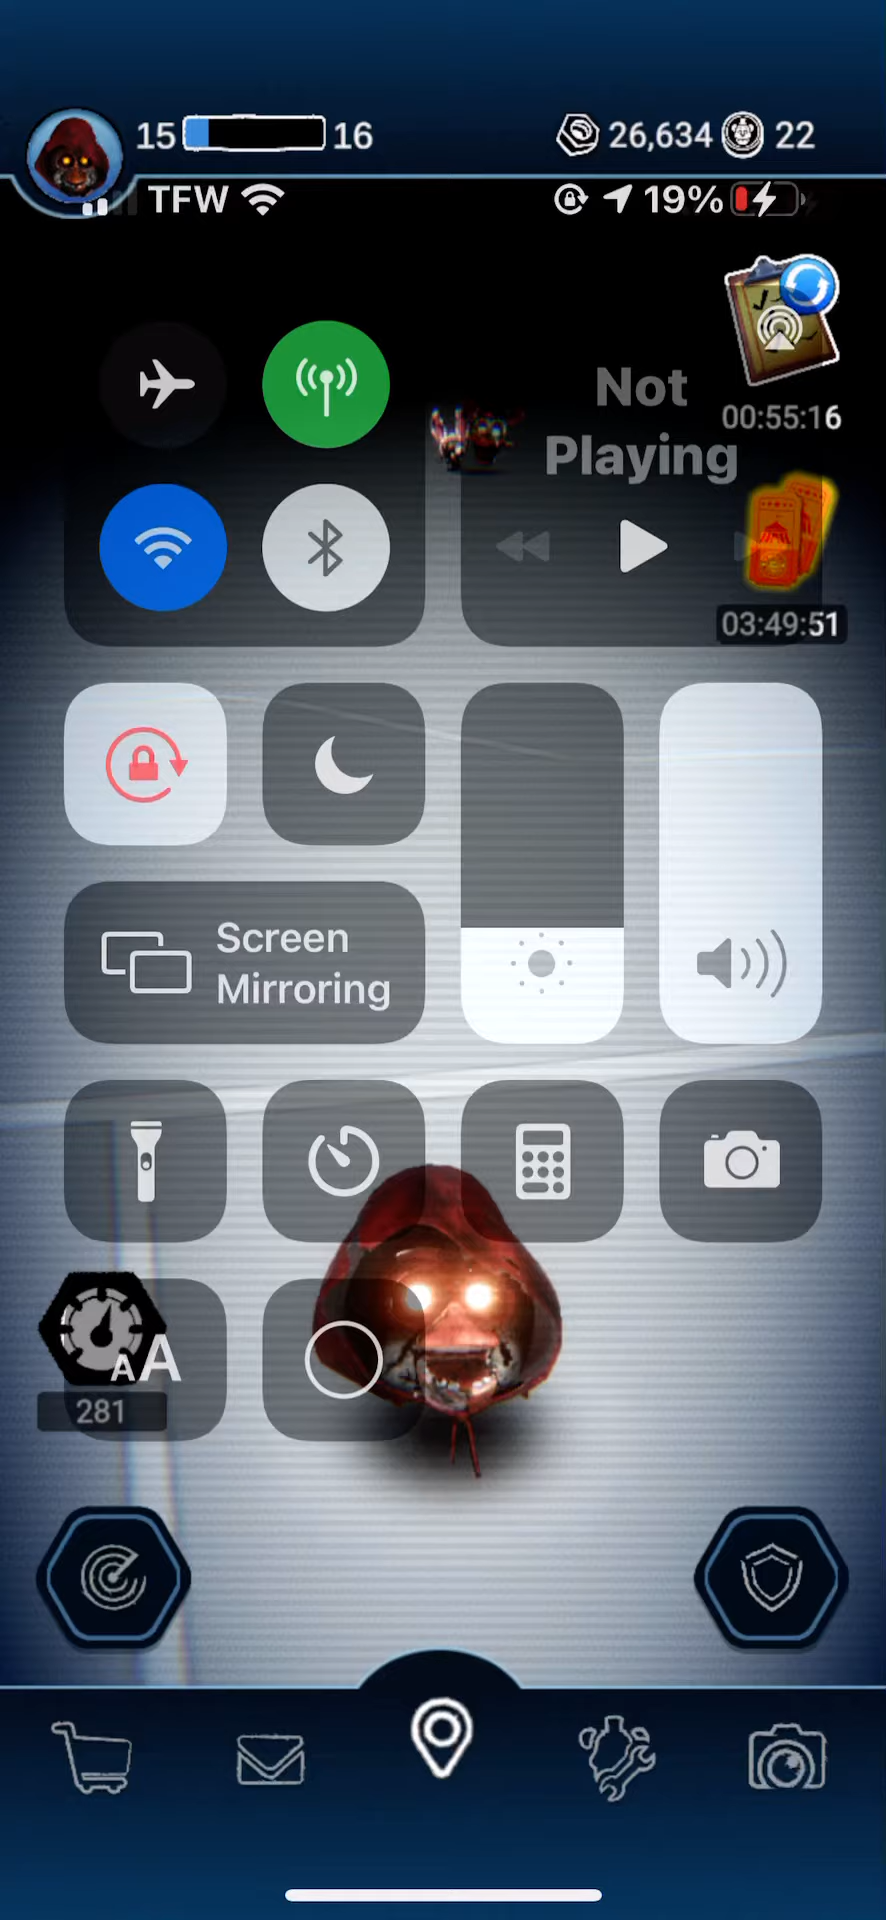 15 16 26,634 22
TFW 19%
00:55:16
Not
Playing
03:49:51
Screen
Mirroring
AA
281